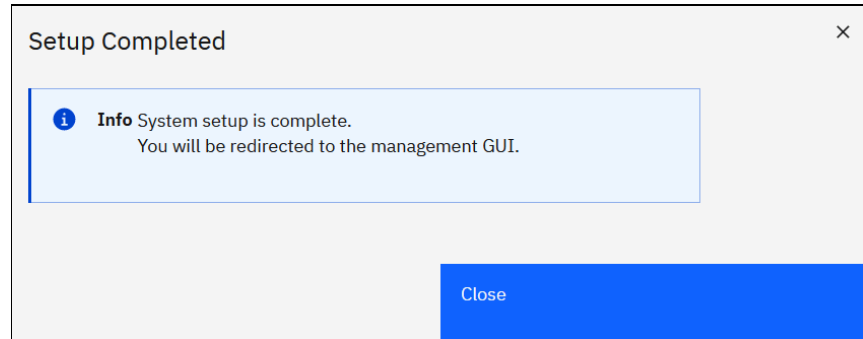 Setup Completed
Info System setup is complete.
You will be redirected to the management GUI.
Close